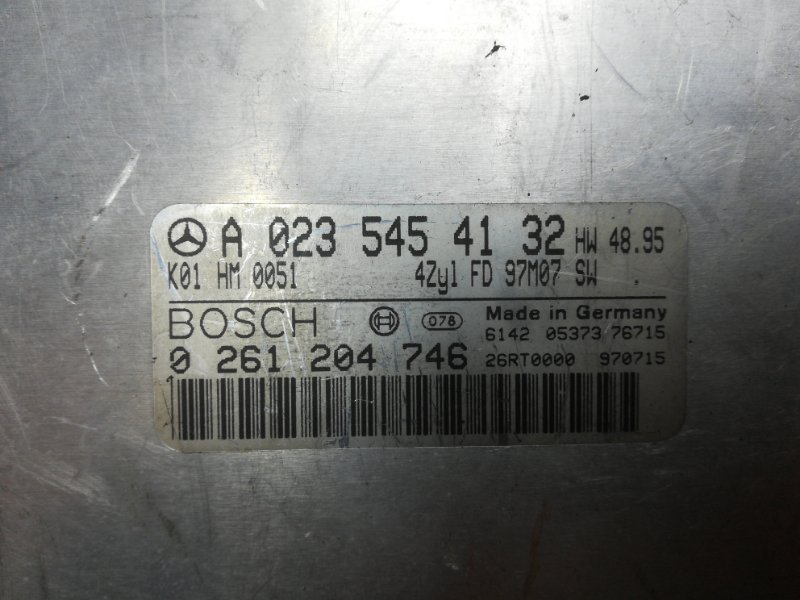 A 023 545 41 32 HW 48.95
K01 HM 0051 4Zyl FD 97M07 SW .
BOSCH 078 Made in Germany
6142 05373 76715
0 261 204 746 26RT0000 970715